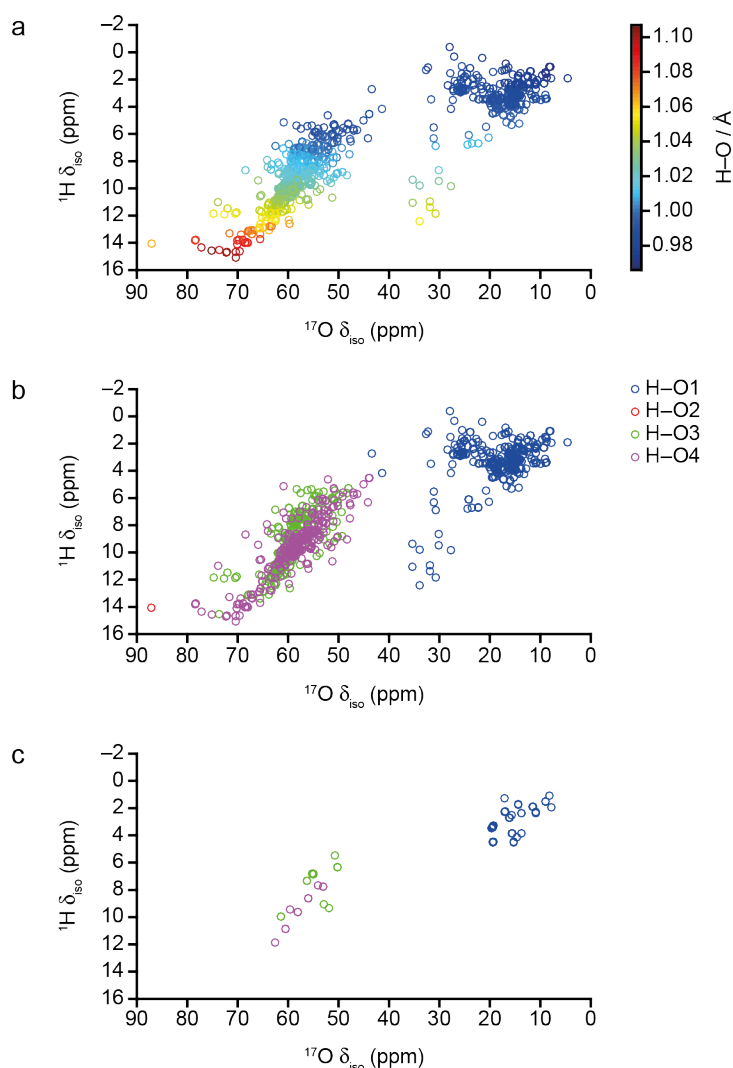 a
−2
0
2
4
6
8
10
12
14
16
¹H δiso (ppm)
90 80 70 60 50 40 30 20 10 0
¹⁷O δiso (ppm)
1.10
1.08
1.06
1.04
1.02
1.00
0.98
H–O / Å
b
−2
0
2
4
6
8
10
12
14
16
¹H δiso (ppm)
90 80 70 60 50 40 30 20 10 0
¹⁷O δiso (ppm)
H–O1
H–O2
H–O3
H–O4
c
−2
0
2
4
6
8
10
12
14
16
¹H δiso (ppm)
90 80 70 60 50 40 30 20 10 0
¹⁷O δiso (ppm)